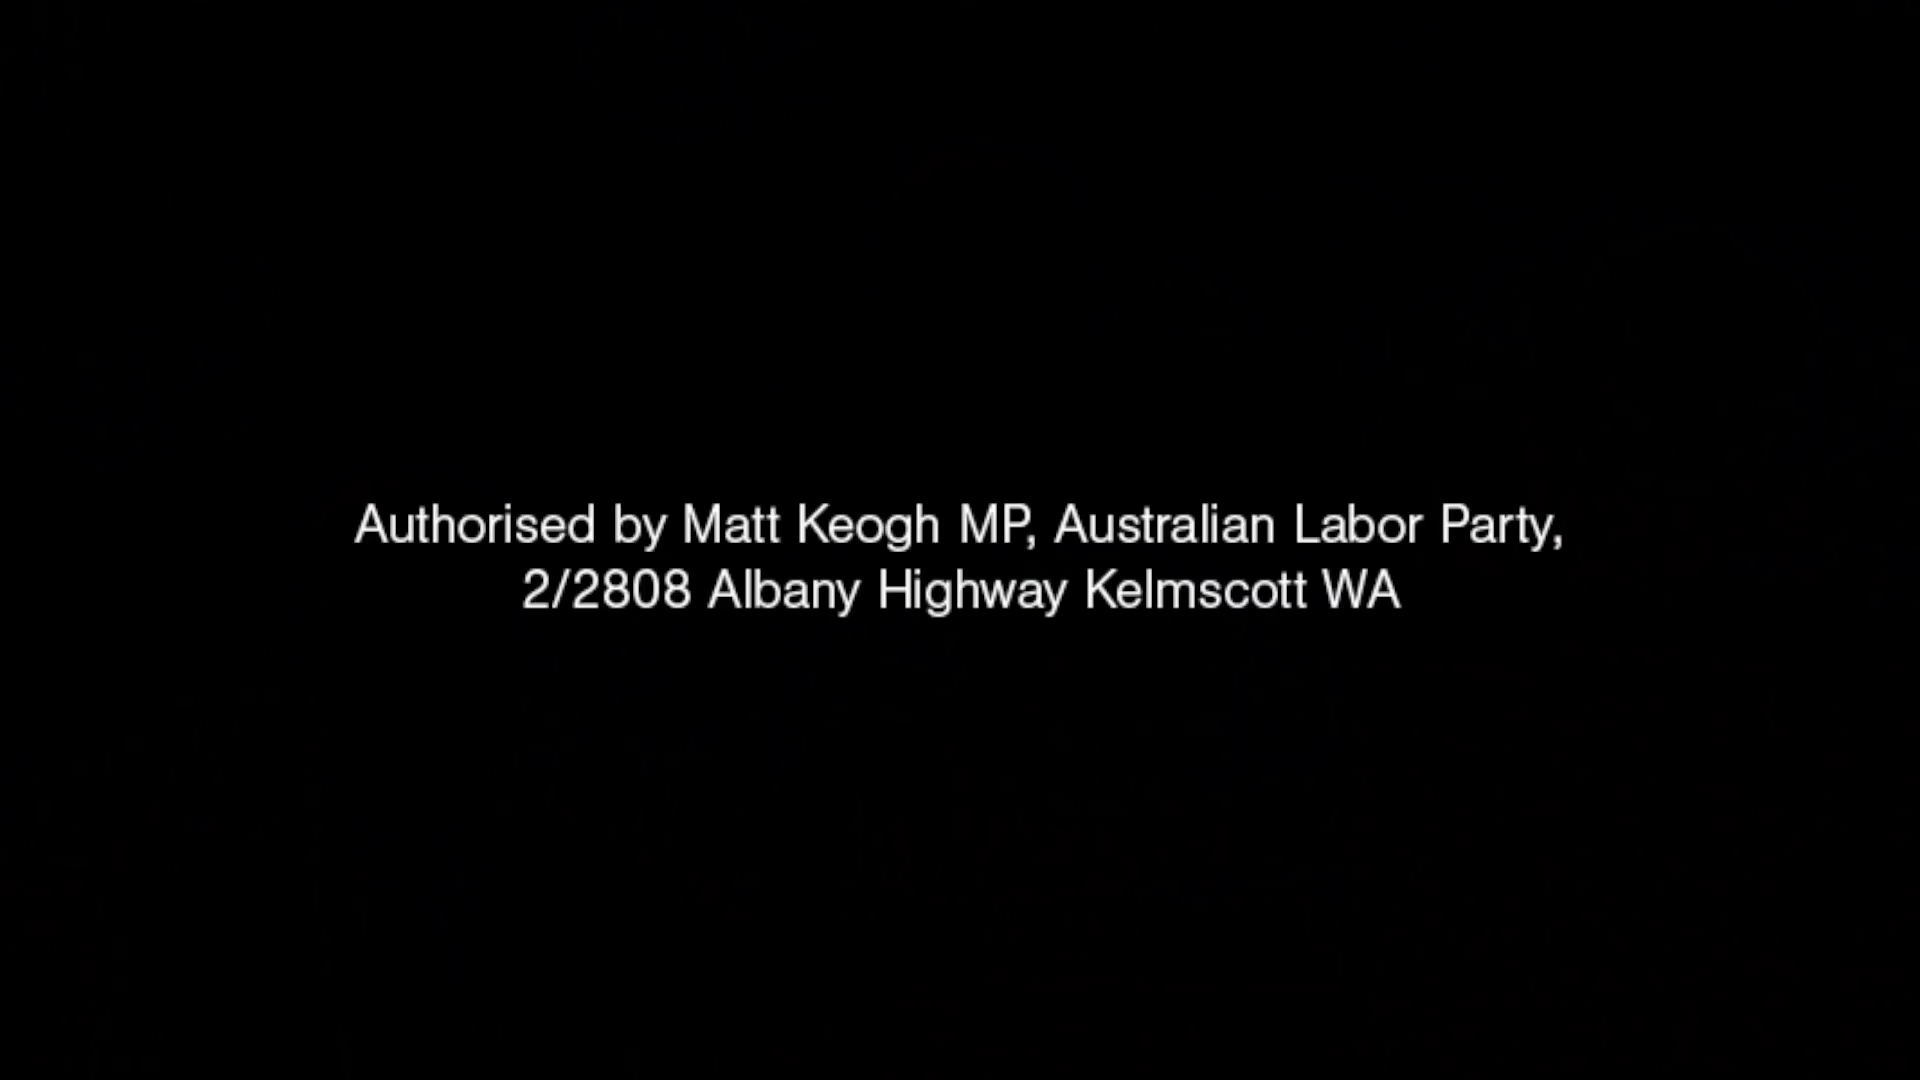 Authorised by Matt Keogh MP, Australian Labor Party,
2/2808 Albany Highway Kelmscott WA